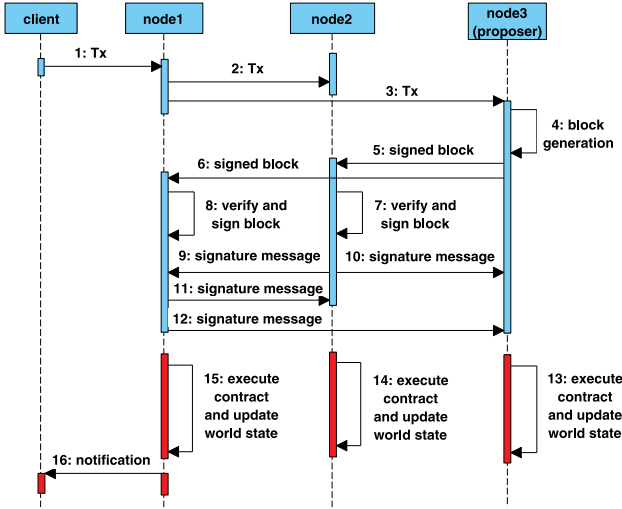 client
node1
node2
node3
(proposer)
1: Tx
2: Tx
3: Tx
4: block
generation
5: signed block
6: signed block
7: verify and
sign block
8: verify and
sign block
9: signature message
10: signature message
11: signature message
12: signature message
13: execute
contract
and update
world state
14: execute
contract
and update
world state
15: execute
contract
and update
world state
16: notification